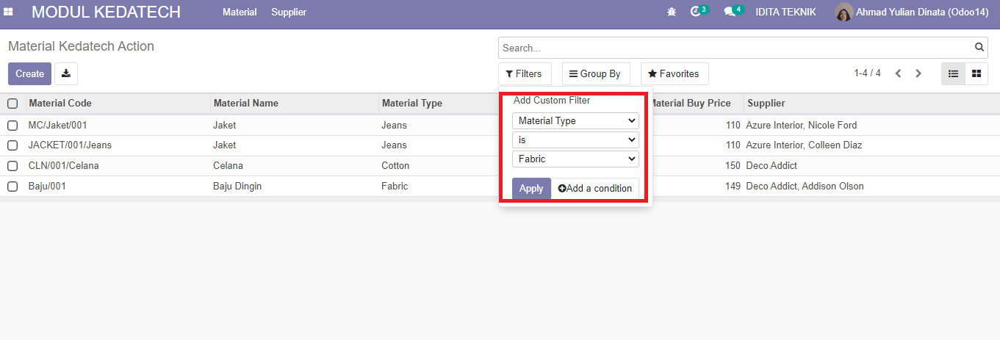 MODUL KEDATECH Material Supplier 3 4 IDITA TEKNIK Ahmad Yulian Dinata (Odoo14)
Material Kedatech Action
Search...
Create
Filters Group By Favorites 1-4 / 4
Material Code Material Name Material Type Material Buy Price Supplier
MC/Jaket/001 Jaket Jeans 110 Azure Interior, Nicole Ford
JACKET/001/Jeans Jaket Jeans 110 Azure Interior, Colleen Diaz
CLN/001/Celana Celana Cotton 150 Deco Addict
Baju/001 Baju Dingin Fabric 149 Deco Addict, Addison Olson
Add Custom Filter
Material Type
is
Fabric
Apply Add a condition